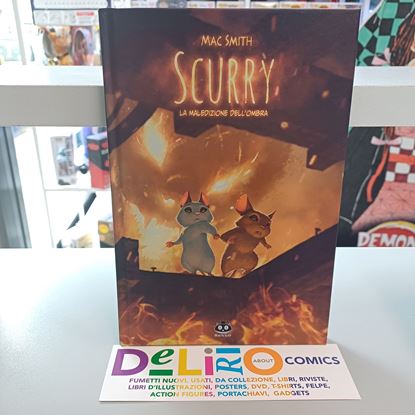 MAC SMITH
SCURRY
LA MALEDIZIONE DELL'OMBRA
DELIRIO ABOUT COMICS
FUMETTI NUOVI, USATI, DA COLLEZIONE, LIBRI, RIVISTE,
LIBRI D'ILLUSTRAZIONI, POSTERS, DVD, T-SHIRTS, FELPE,
ACTION FIGURES, PORTACHIAVI, GADGETS
DEMON